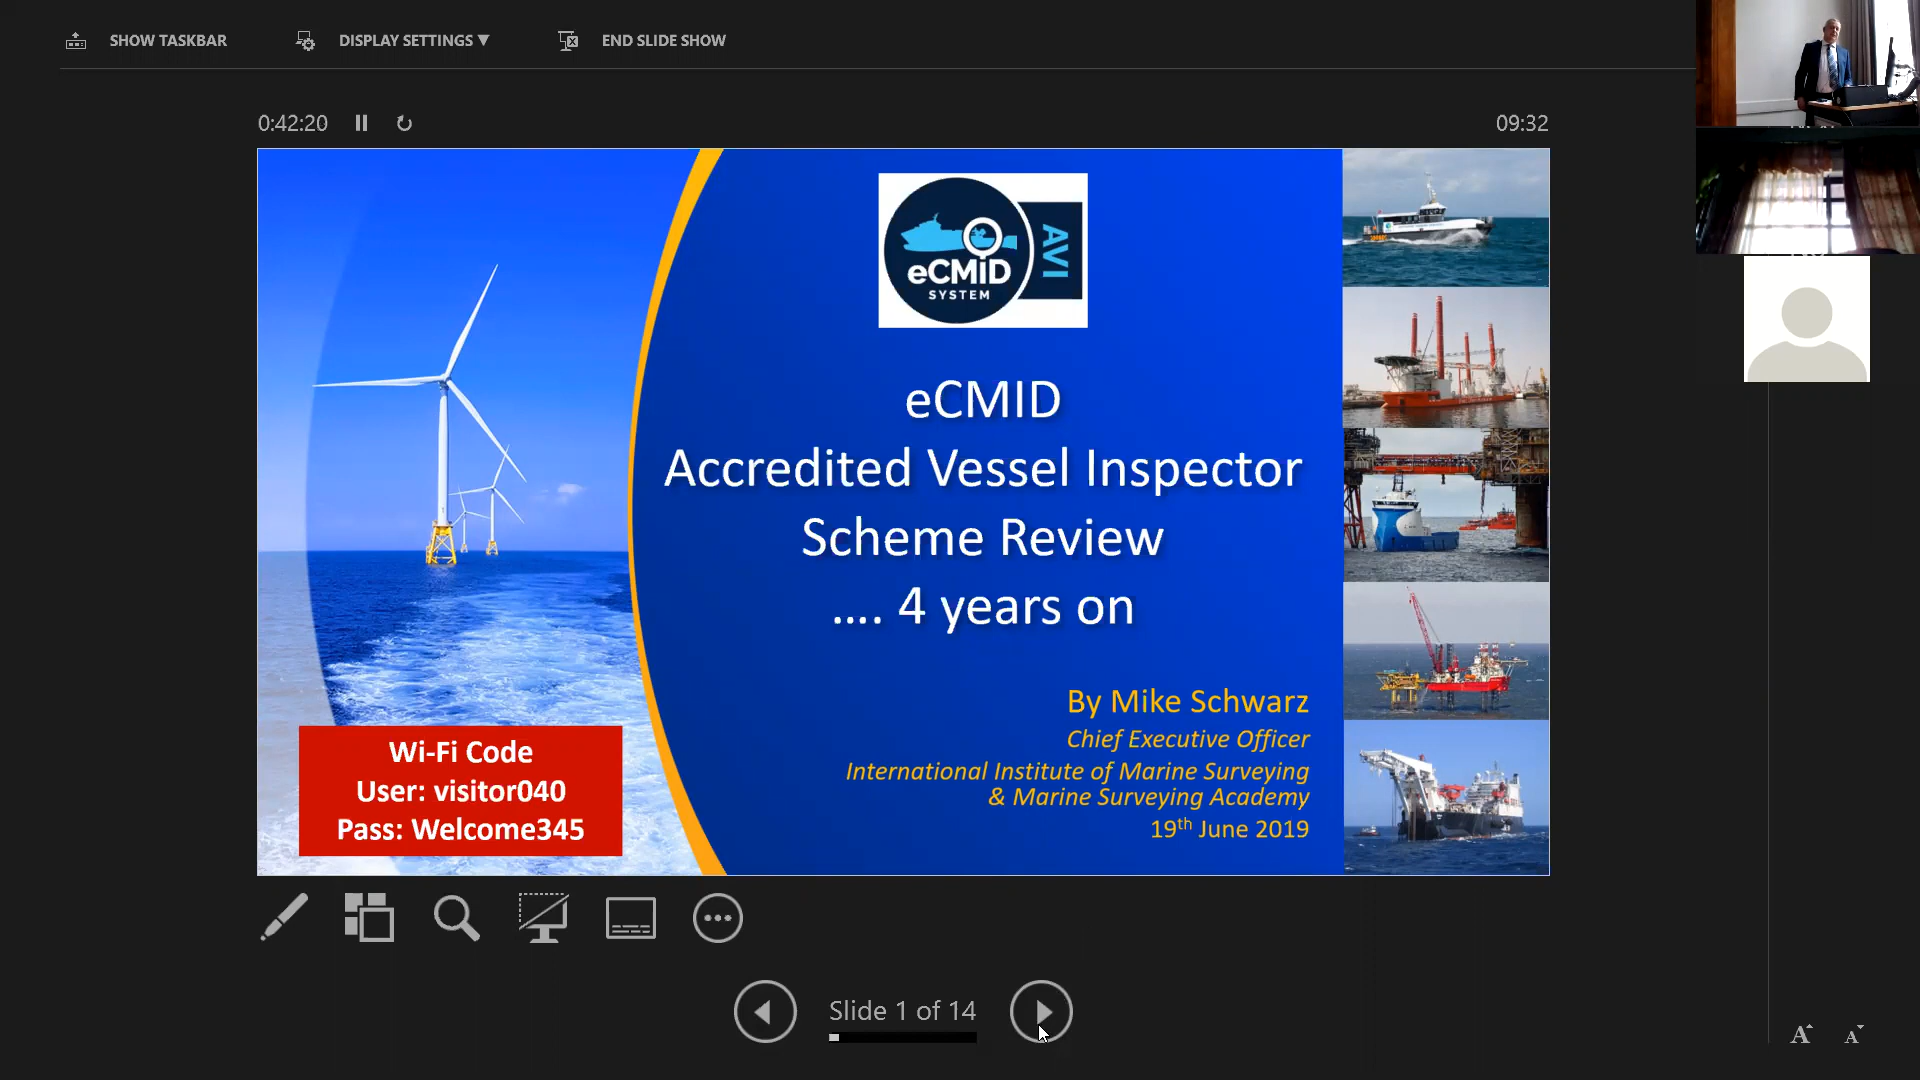 SHOW TASKBAR
DISPLAY SETTINGS
END SLIDE SHOW
0:42:20
09:32
eCMiD
SYSTEM
AVI
eCMID
Accredited Vessel Inspector
Scheme Review
.... 4 years on
By Mike Schwarz
Chief Executive Officer
International Institute of Marine Surveying
& Marine Surveying Academy
19th June 2019
Wi-Fi Code
User: visitor040
Pass: Welcome345
Slide 1 of 14
A A